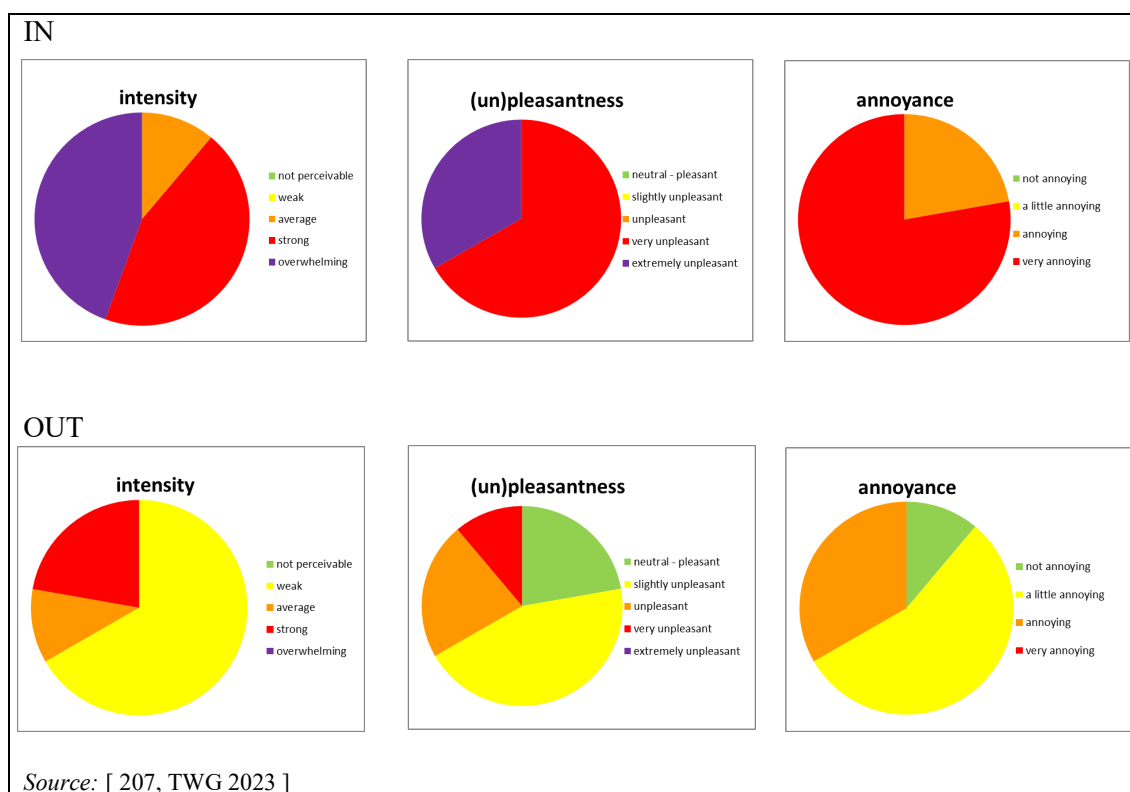 IN
intensity
not perceivable
weak
average
strong
overwhelming
(un)pleasantness
neutral - pleasant
slightly unpleasant
unpleasant
very unpleasant
extremely unpleasant
annoyance
not annoying
a little annoying
annoying
very annoying
OUT
intensity
not perceivable
weak
average
strong
overwhelming
(un)pleasantness
neutral - pleasant
slightly unpleasant
unpleasant
very unpleasant
extremely unpleasant
annoyance
not annoying
a little annoying
annoying
very annoying
Source: [ 207, TWG 2023 ]